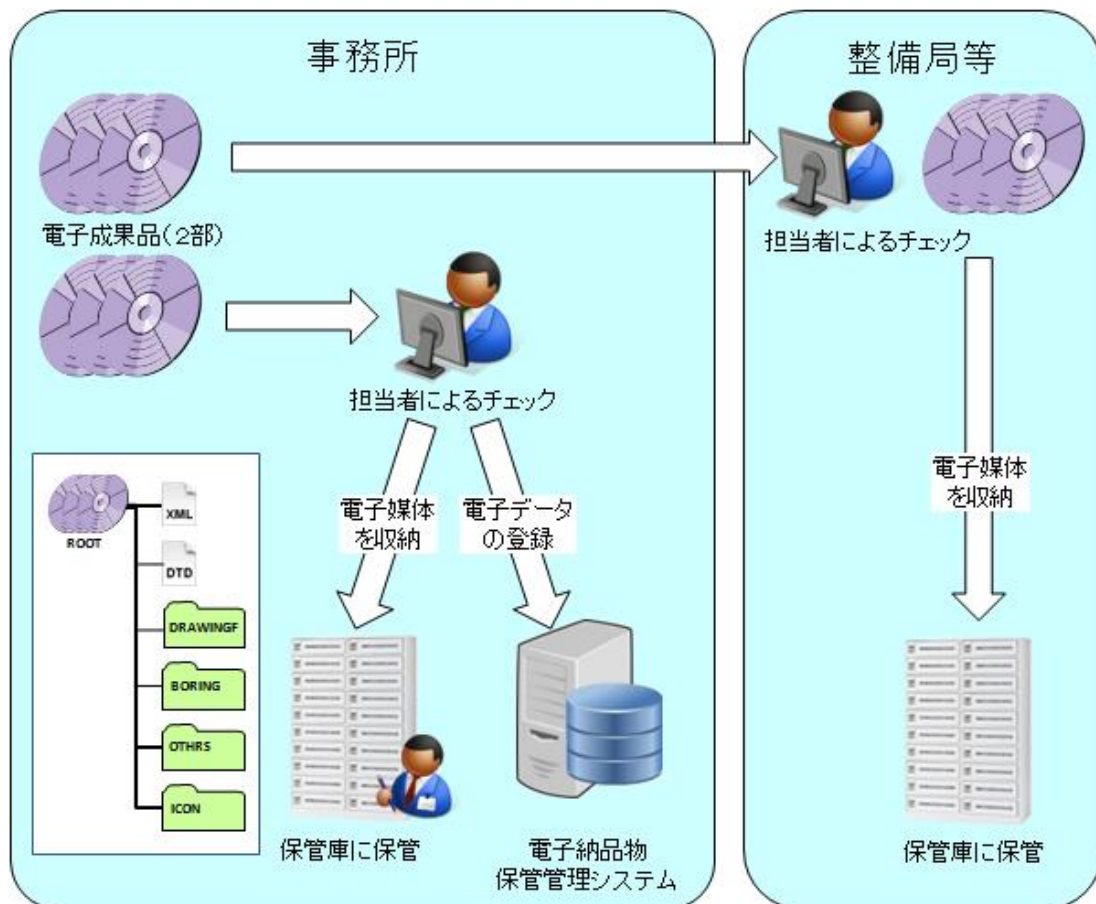 事務所
整備局等
電子成果品(2部)
担当者によるチェック
担当者によるチェック
電子媒体
を収納
電子データ
の登録
電子媒体
を収納
ROOT
XML
DTD
DRAWINGF
BORING
OTHRS
ICON
保管庫に保管
電子納品物
保管管理システム
保管庫に保管